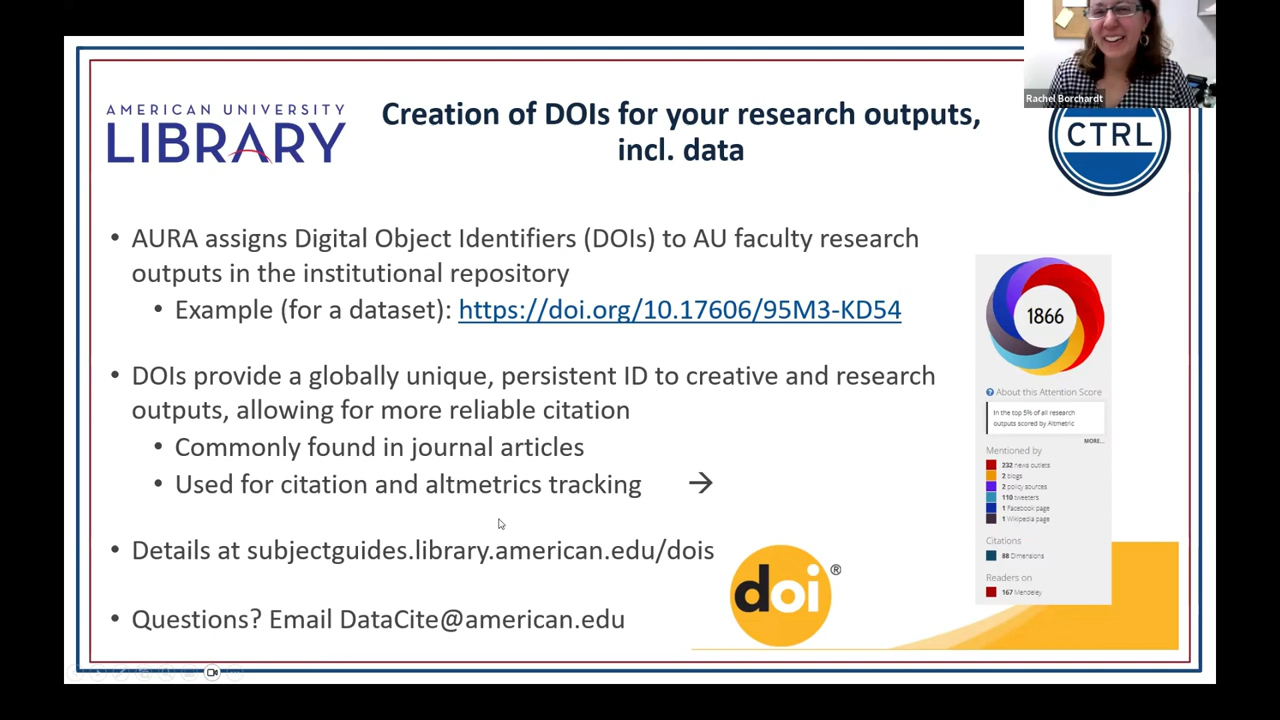 Rachel Borchardt
AMERICAN UNIVERSITY
LIBRARY
Creation of DOIs for your research outputs,
incl. data
CTRL
• AURA assigns Digital Object Identifiers (DOIs) to AU faculty research
outputs in the institutional repository
• Example (for a dataset): https://doi.org/10.17606/95M3-KD54
• DOIs provide a globally unique, persistent ID to creative and research
outputs, allowing for more reliable citation
• Commonly found in journal articles
• Used for citation and altmetrics tracking →
• Details at subjectguides.library.american.edu/dois
• Questions? Email DataCite@american.edu
doi®
1866
? About this Attention Score
In the top 5% of all research
outputs scored by Altmetric
MORE...
Mentioned by
232 news outlets
2 blogs
2 policy sources
110 tweeters
1 Facebook page
1 Wikipedia page
Citations
88 Dimensions
Readers on
167 Mendeley